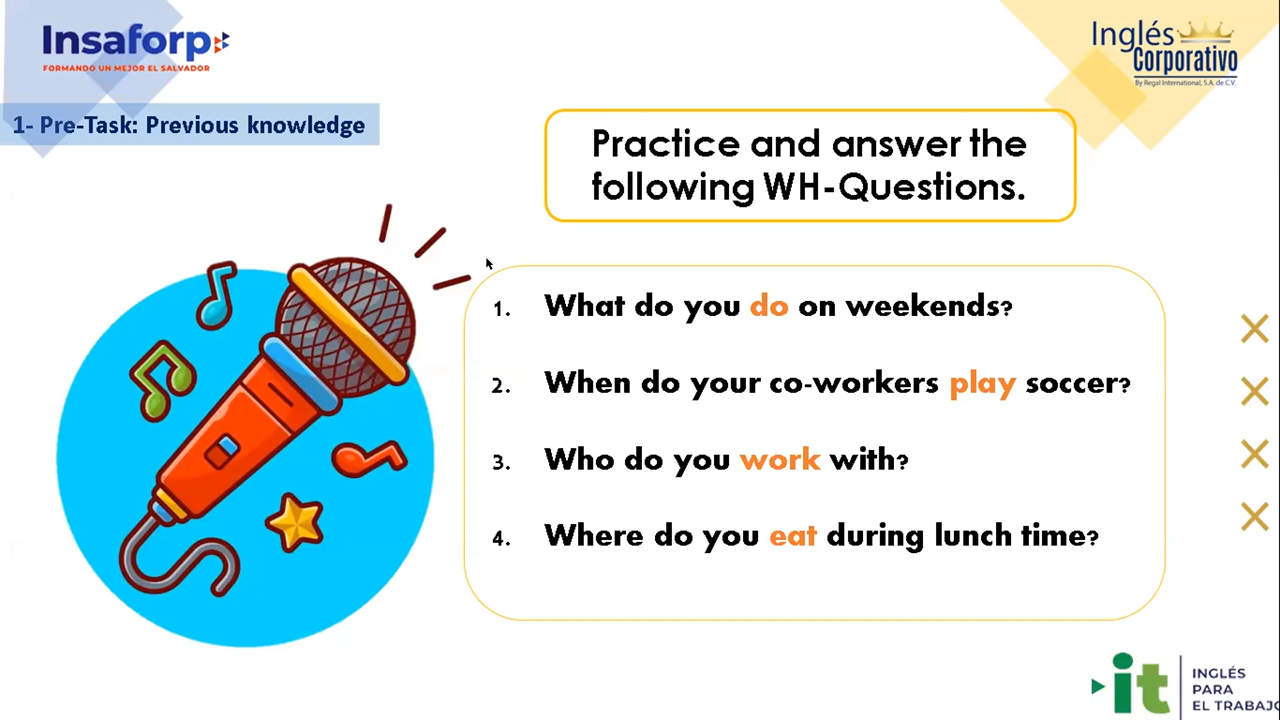 Insaforp
FORMANDO UN MEJOR EL SALVADOR
Inglés
Corporativo
By Regal International, S.A. de C.V.
1- Pre-Task: Previous knowledge
Practice and answer the
following WH-Questions.
1. What do you do on weekends?
2. When do your co-workers play soccer?
3. Who do you work with?
4. Where do you eat during lunch time?
it
INGLÉS
PARA
EL TRABAJO